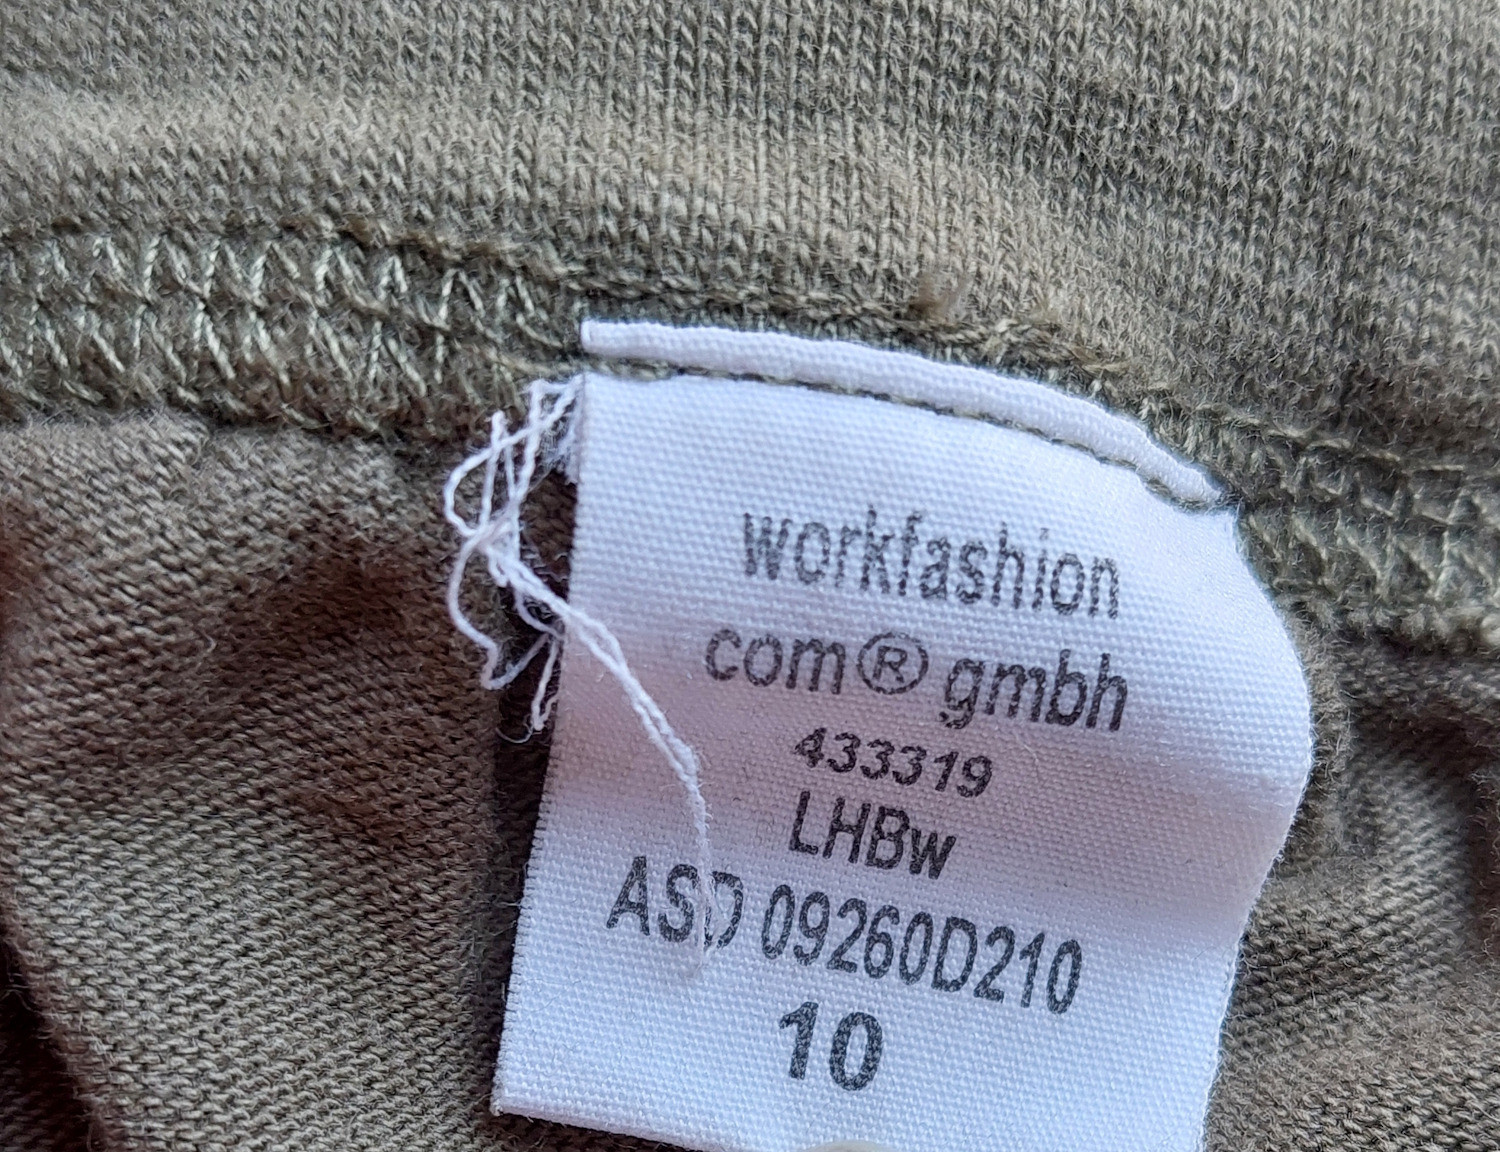 workfashion
com® gmbh
433319
LHBw
ASD 09260D210
10